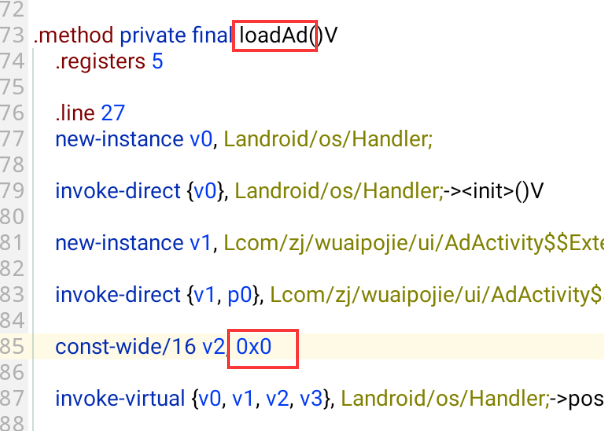 72
73 .method private final loadAd()V
74 .registers 5
75
76 .line 27
77 new-instance v0, Landroid/os/Handler;
78
79 invoke-direct {v0}, Landroid/os/Handler;-><init>()V
80
81 new-instance v1, Lcom/zj/wuaipojie/ui/AdActivity$$Exte
82
83 invoke-direct {v1, p0}, Lcom/zj/wuaipojie/ui/AdActivity$
84
85 const-wide/16 v2, 0x0
86
87 invoke-virtual {v0, v1, v2, v3}, Landroid/os/Handler;->pos
88